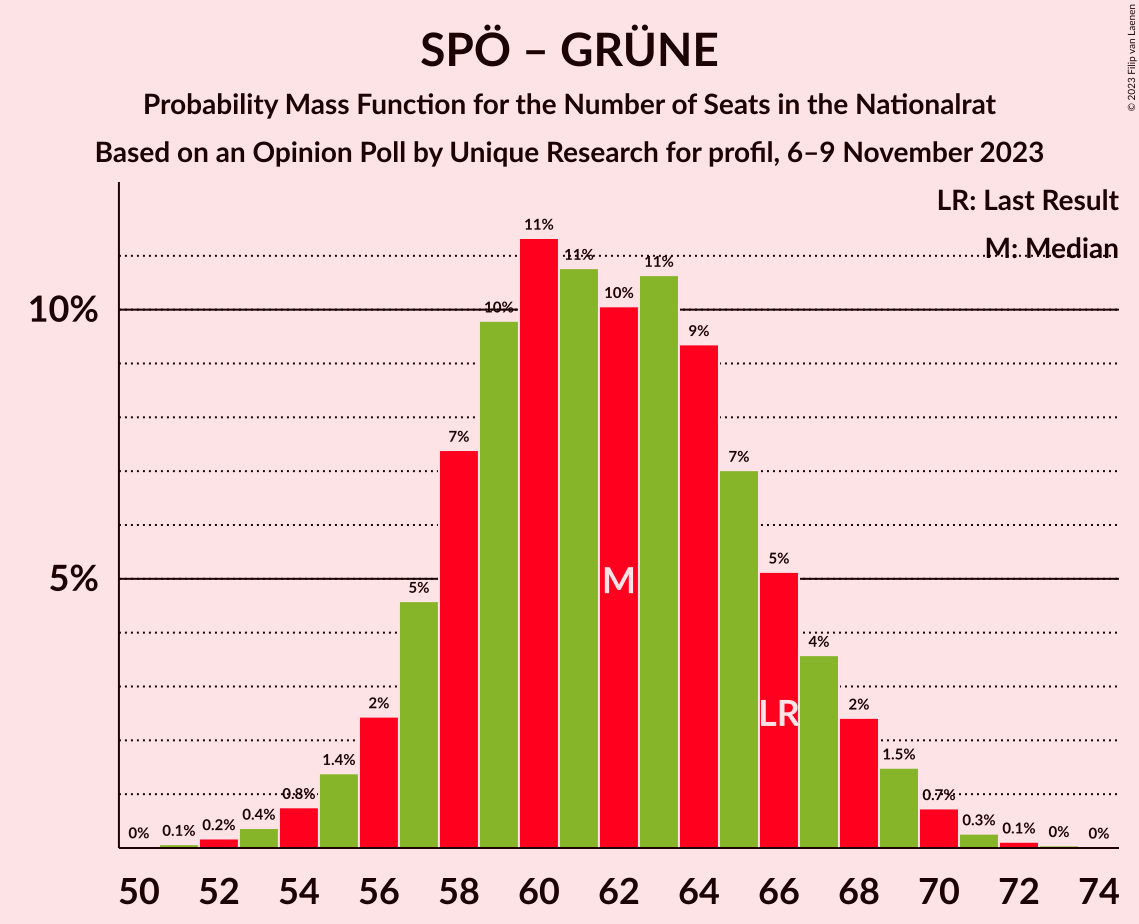 SPÖ – GRÜNE
Probability Mass Function for the Number of Seats in the Nationalrat
Based on an Opinion Poll by Unique Research for profil, 6–9 November 2023
© 2023 Filip van Laenen
LR: Last Result
M: Median
10%
5%
0% 0.1% 0.2% 0.4% 0.8% 1.4% 2% 5% 7% 10% 11% 11% 10% 11% 9% 7% 5% 4% 2% 1.5% 0.7% 0.3% 0.1% 0% 0%
M
LR
50 52 54 56 58 60 62 64 66 68 70 72 74